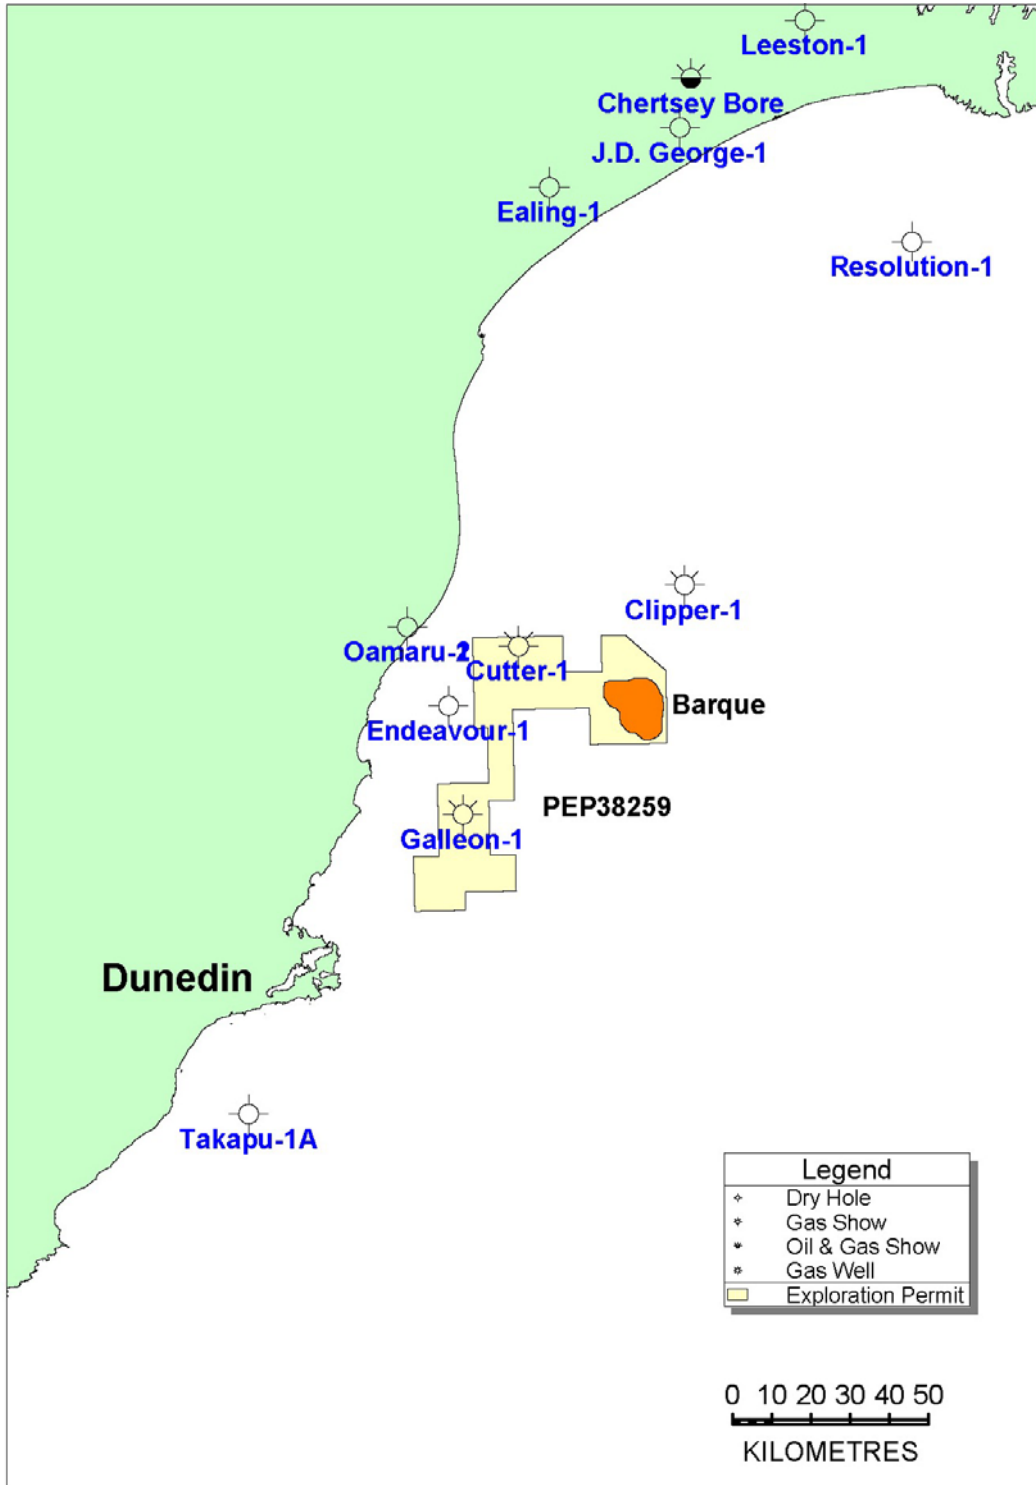 Leeston-1
Chertsey Bore
J.D. George-1
Ealing-1
Resolution-1
Clipper-1
Oamaru-2
Cutter-1
Barque
Endeavour-1
PEP38259
Galleon-1
Dunedin
Takapu-1A
Legend
Dry Hole
Gas Show
Oil & Gas Show
Gas Well
Exploration Permit
0 10 20 30 40 50
KILOMETRES